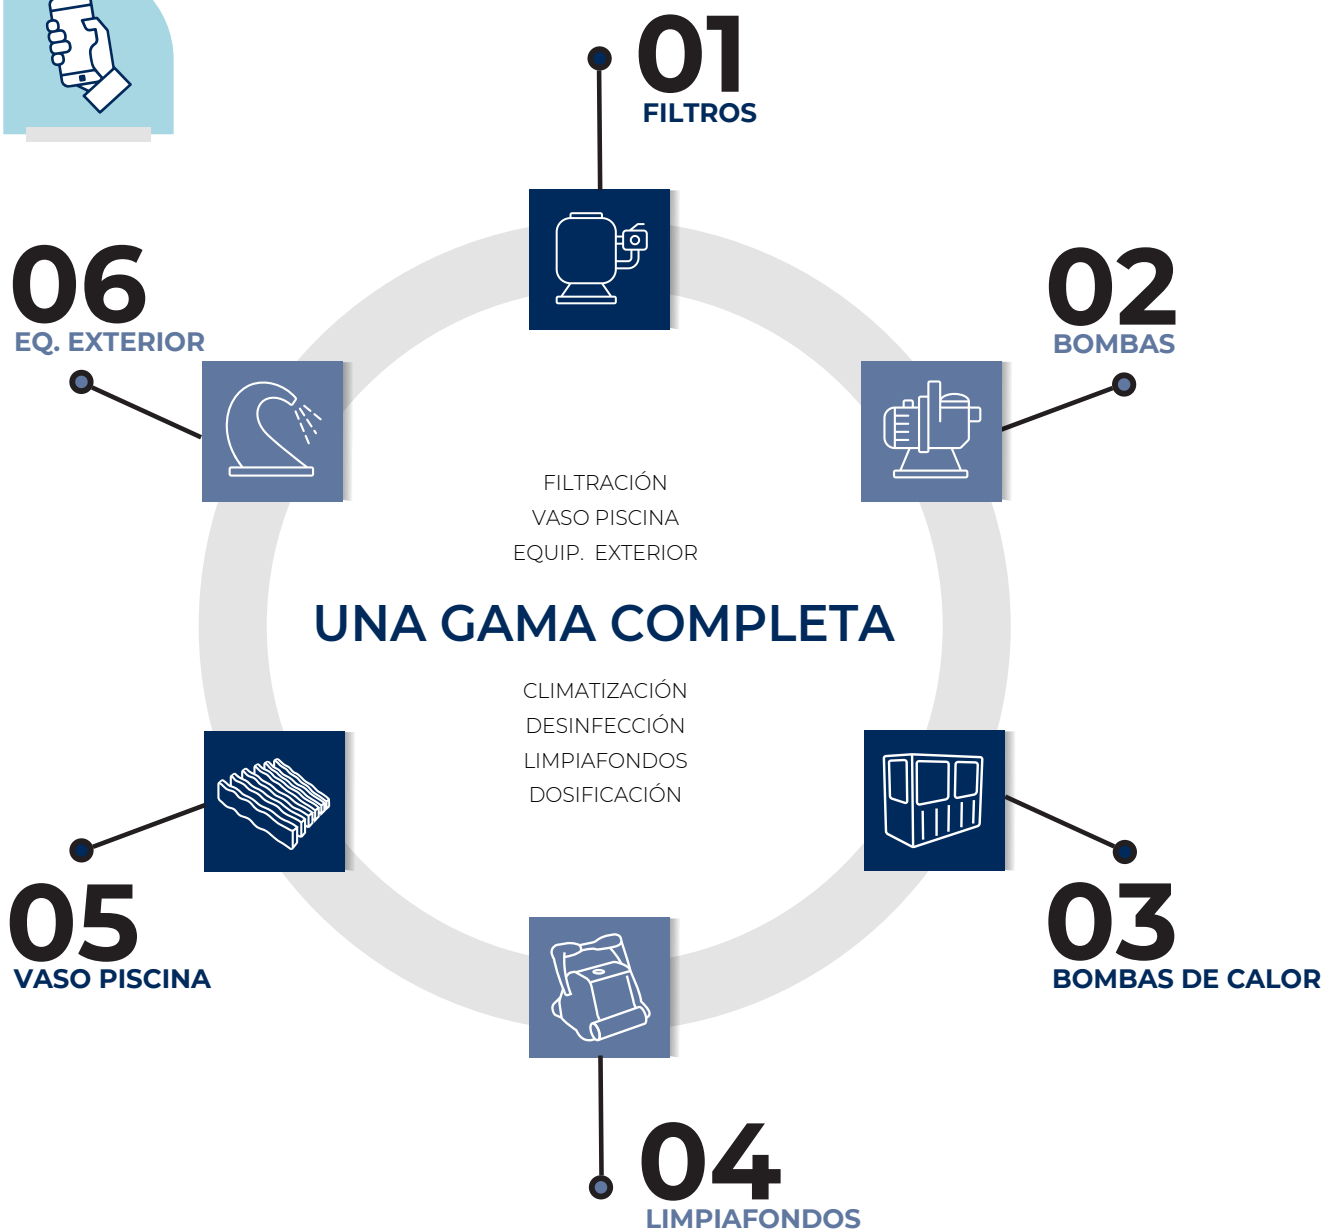 01
FILTROS
02
BOMBAS
03
BOMBAS DE CALOR
04
LIMPIAFONDOS
05
VASO PISCINA
06
EQ. EXTERIOR
FILTRACIÓN
VASO PISCINA
EQUIP. EXTERIOR
UNA GAMA COMPLETA
CLIMATIZACIÓN
DESINFECCIÓN
LIMPIAFONDOS
DOSIFICACIÓN